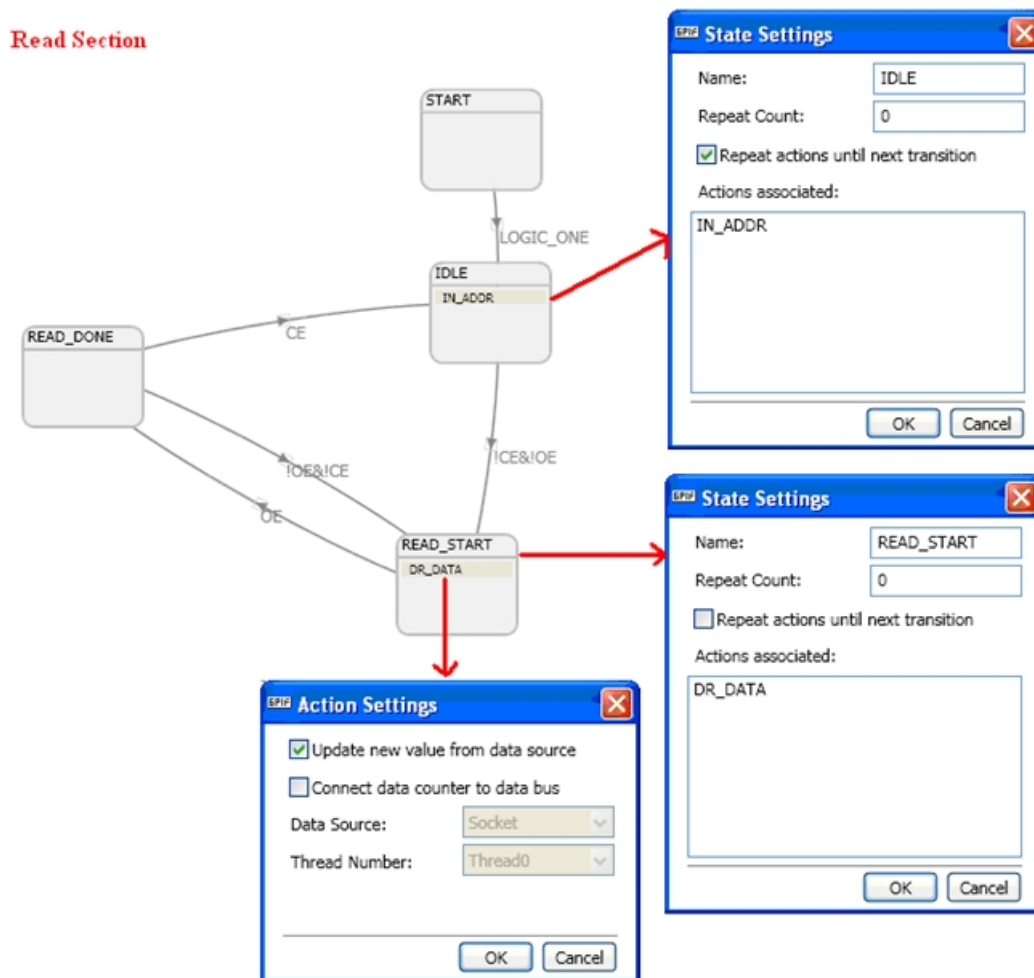 Read Section
START
LOGIC_ONE
IDLE
IN_ADDR
READ_DONE
CE
!OE&!CE
OE
!CE&!OE
READ_START
DR_DATA
GPIF State Settings
Name: IDLE
Repeat Count: 0
Repeat actions until next transition
Actions associated:
IN_ADDR
OK Cancel
GPIF State Settings
Name: READ_START
Repeat Count: 0
Repeat actions until next transition
Actions associated:
DR_DATA
OK Cancel
GPIF Action Settings
Update new value from data source
Connect data counter to data bus
Data Source: Socket
Thread Number: Thread0
OK Cancel